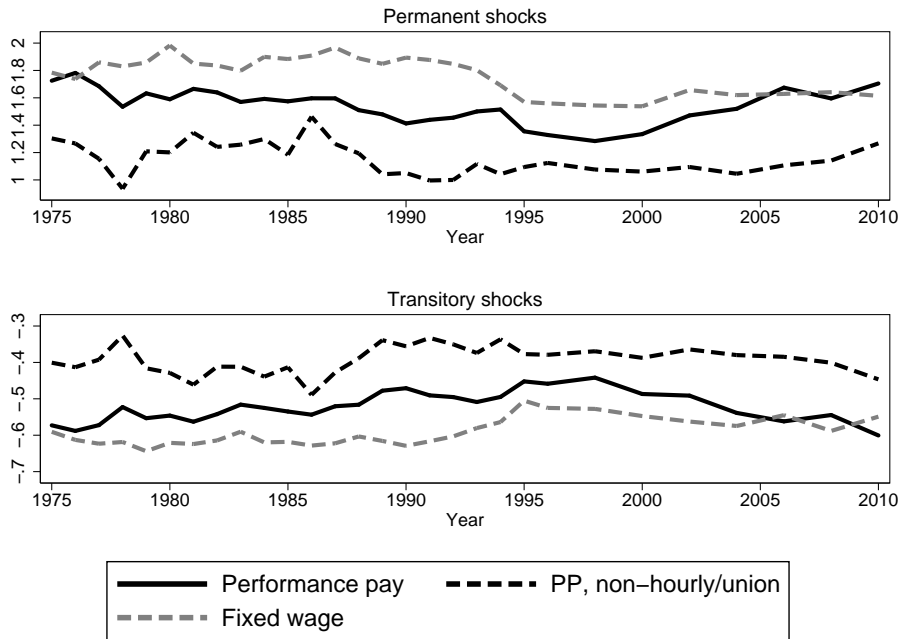 Permanent shocks
2
1.8
1.6
1.4
1.2
1
1975 1980 1985 1990 1995 2000 2005 2010
Year
Transitory shocks
−.3
−.4
−.5
−.6
−.7
1975 1980 1985 1990 1995 2000 2005 2010
Year
Performance pay PP, non−hourly/union
Fixed wage